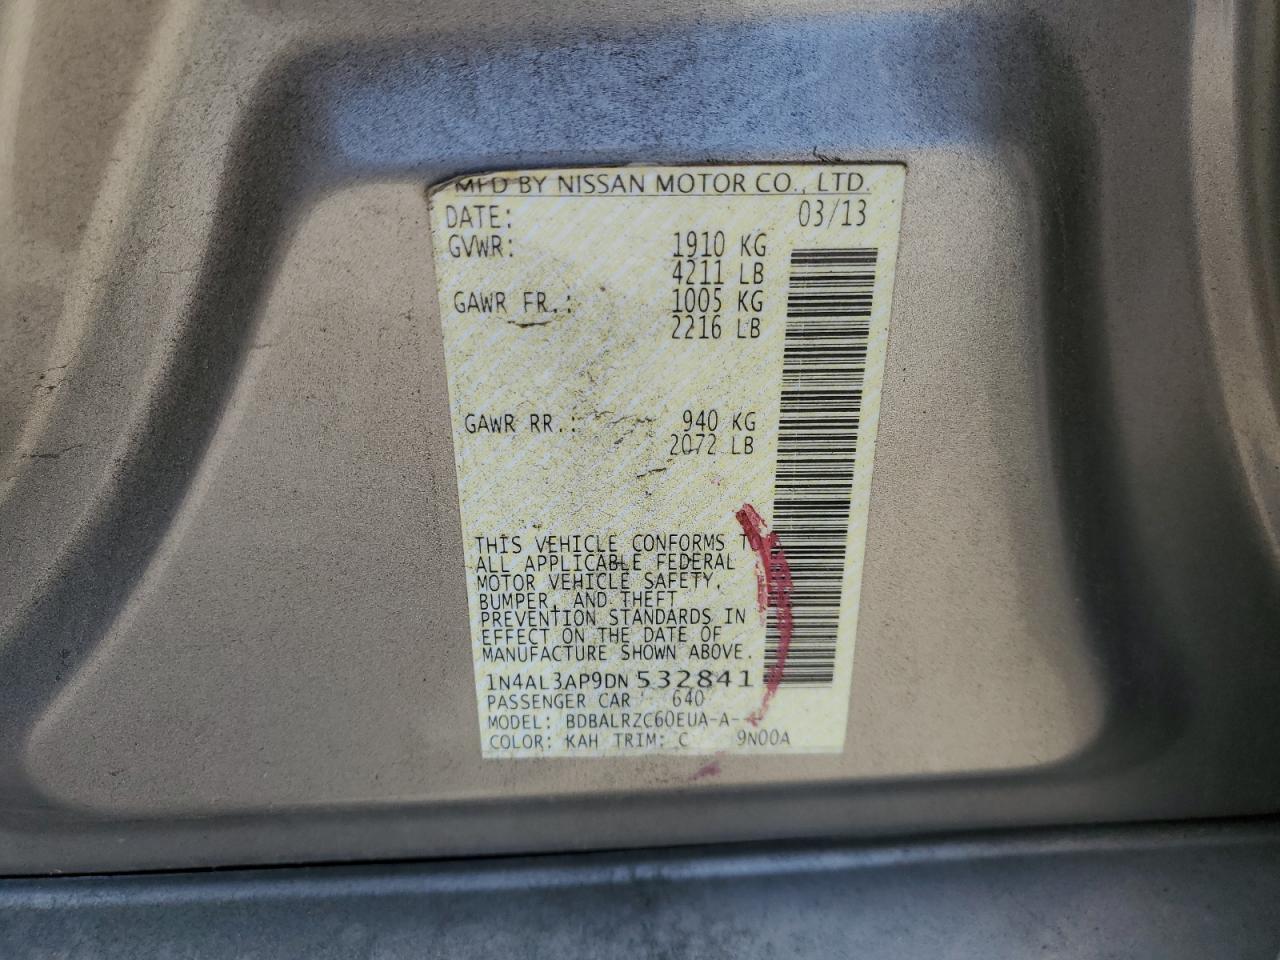 MFD BY NISSAN MOTOR CO., LTD.
DATE: 03/13
GVWR: 1910 KG
4211 LB
GAWR FR.: 1005 KG
2216 LB
GAWR RR.: 940 KG
2072 LB
THIS VEHICLE CONFORMS TO
ALL APPLICABLE FEDERAL
MOTOR VEHICLE SAFETY,
BUMPER, AND THEFT
PREVENTION STANDARDS IN
EFFECT ON THE DATE OF
MANUFACTURE SHOWN ABOVE.
1N4AL3AP9DN532841
PASSENGER CAR 640
MODEL: BDBALRZC60EUA-A-
COLOR: KAH TRIM: C 9N00A